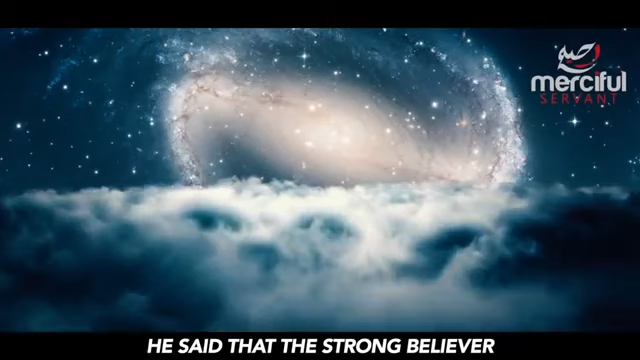 merciful
SERVANT
HE SAID THAT THE STRONG BELIEVER